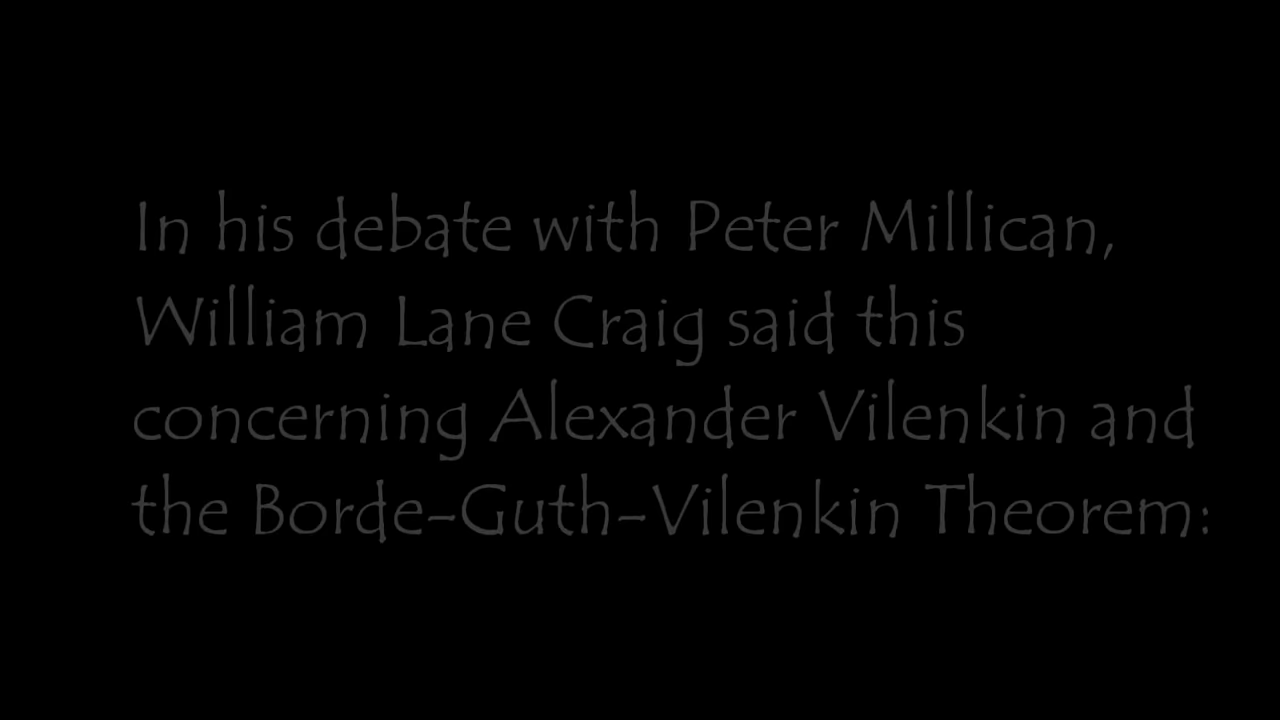 In his debate with Peter Millican,
William Lane Craig said this
concerning Alexander Vilenkin and
the Borde-Guth-Vilenkin Theorem: